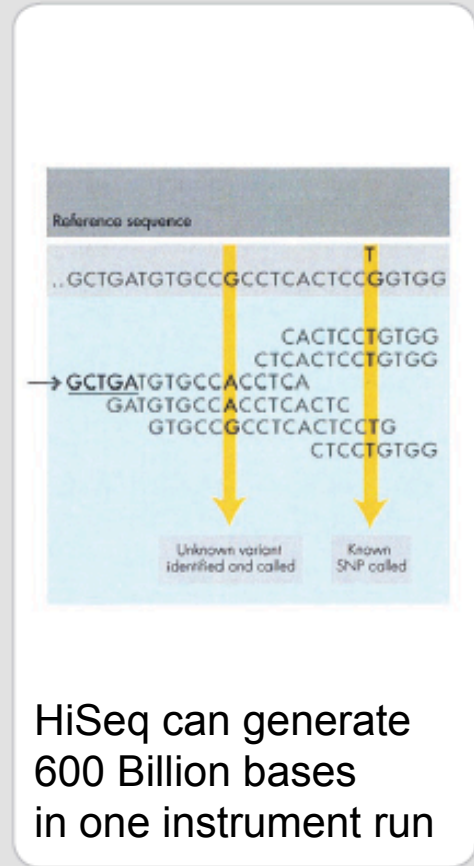 Reference sequence
T
..GCTGATGTGCCGCCTCACTCCGGTGG
CACTCCTGTGG
CTCACTCCTGTGG
→ GCTGATGTGCCACCTCA
GATGTGCCACCTCACTC
GTGCCGCCTCACTCCTG
CTCCTGTGG
Unknown variant
identified and called
Known
SNP called
HiSeq can generate
600 Billion bases
in one instrument run